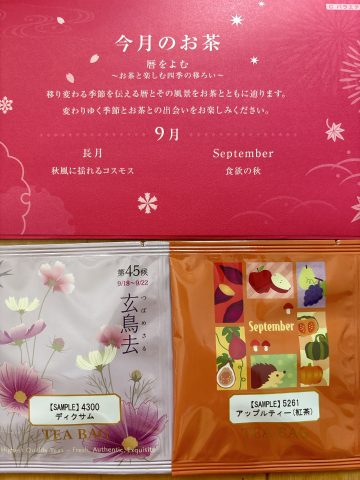 今月のお茶
暦をよむ
～お茶と楽しむ四季の移ろい～
移り変わる季節を伝える暦とその風景をお茶とともに辿ります。
変わりゆく季節とお茶との出会いをお楽しみください。
9月
長月
秋風に揺れるコスモス
September
食欲の秋
第45候
9/18～9/22
玄鳥去
つばめさる
【SAMPLE】4300
ディクサム
TEA BAG
Highest Quality Teas – Fresh, Authentic, Exquisite
September
【SAMPLE】5261
アップルティー(紅茶)